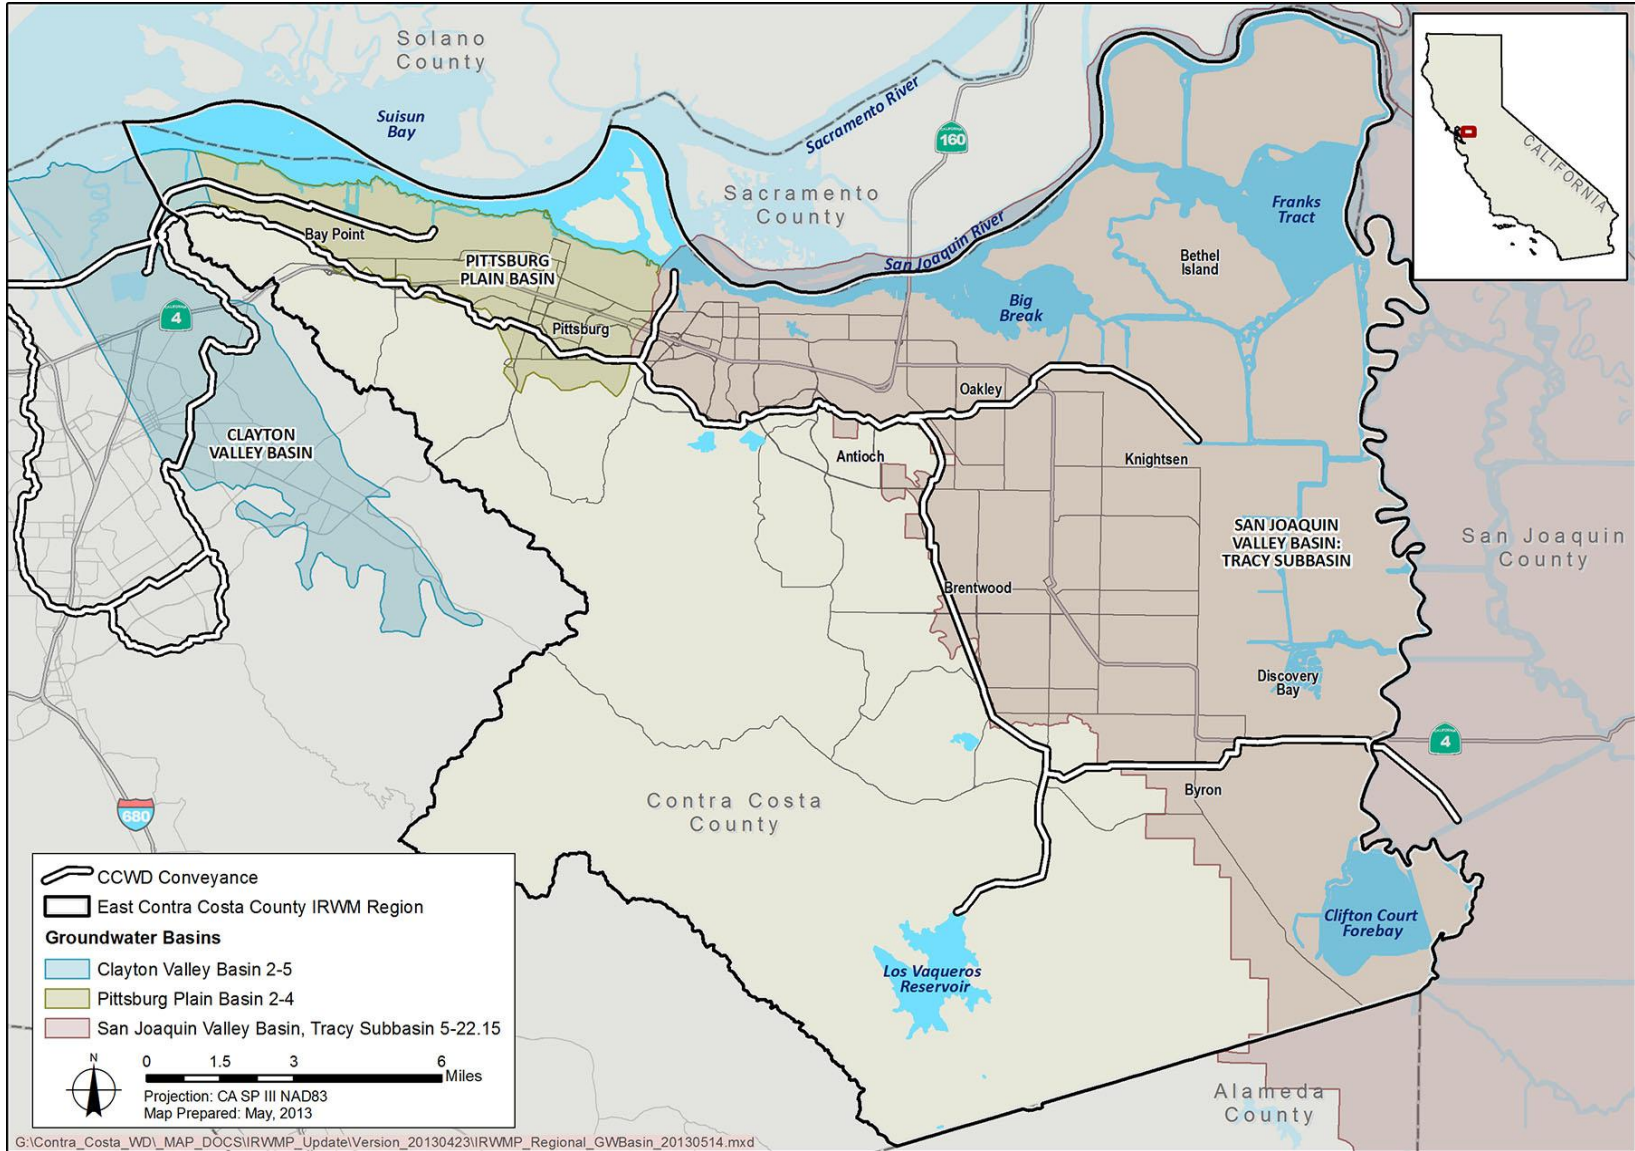 Solano
County
Suisun
Bay
Sacramento River
CALIFORNIA
160
CALIFORNIA
Sacramento
County
Franks
Tract
San Joaquin River
Bethel
Island
Bay Point
PITTSBURG
PLAIN BASIN
Big
Break
4
Pittsburg
Oakley
CLAYTON
VALLEY BASIN
Antioch
Knightsen
SAN JOAQUIN
VALLEY BASIN:
TRACY SUBBASIN
San Joaquin
County
Brentwood
Discovery
Bay
4
Byron
Contra Costa
County
680
Clifton Court
Forebay
Los Vaqueros
Reservoir
Alameda
County
CCWD Conveyance
East Contra Costa County IRWM Region
Groundwater Basins
Clayton Valley Basin 2-5
Pittsburg Plain Basin 2-4
San Joaquin Valley Basin, Tracy Subbasin 5-22.15
N
0 1.5 3 6
Miles
Projection: CA SP III NAD83
Map Prepared: May, 2013
G:\Contra_Costa_WD\_MAP_DOCS\IRWMP_Update\Version_20130423\IRWMP_Regional_GWBasin_20130514.mxd